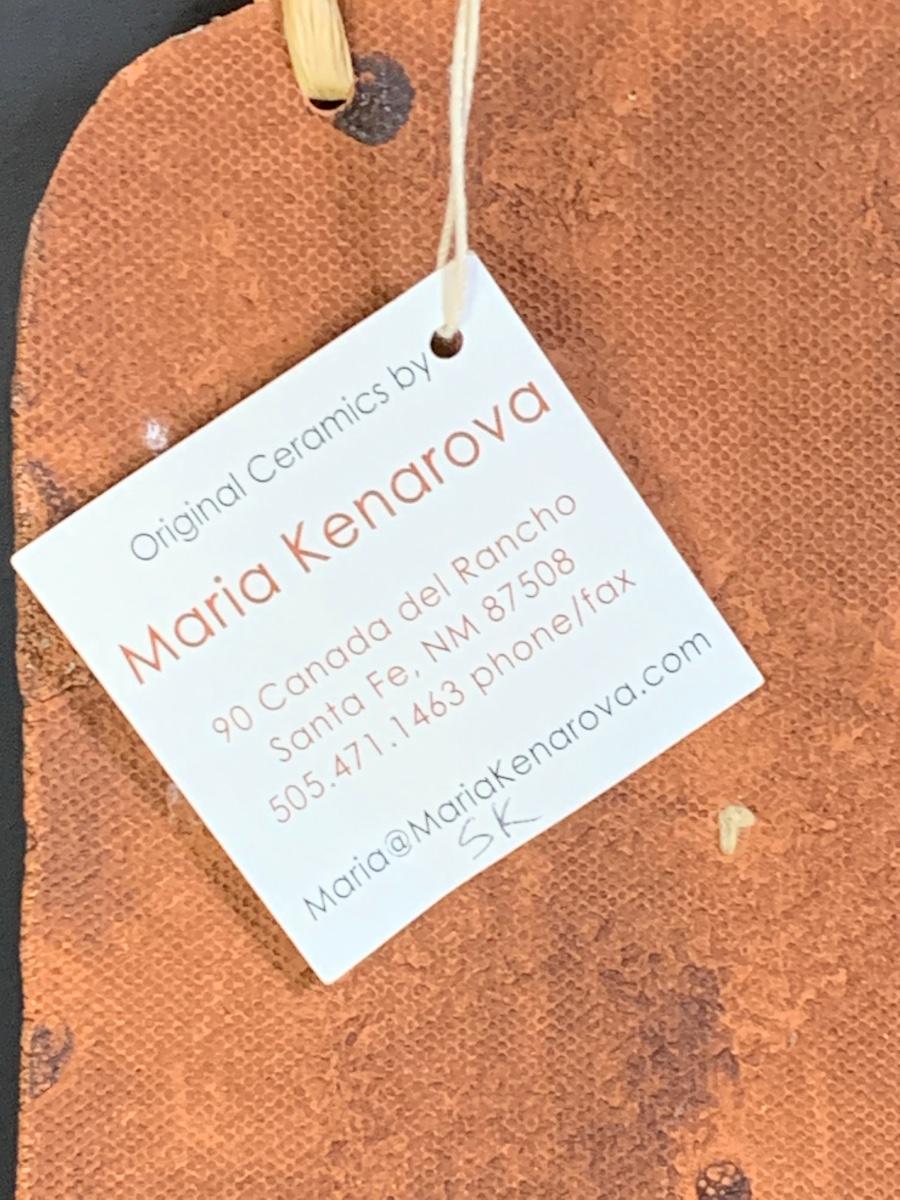 Original Ceramics by
Maria Kenarova
90 Canada del Rancho
Santa Fe, NM 87508
505.471.1463 phone/fax
Maria@MariaKenarova.com
SK